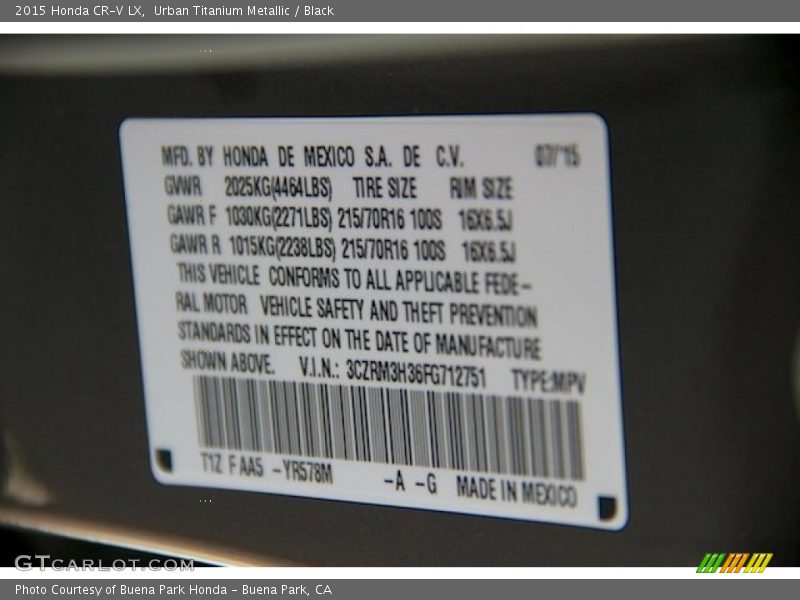 2015 Honda CR-V LX, Urban Titanium Metallic / Black
MFD. BY HONDA DE MEXICO S.A. DE C.V. 07/'15
GVWR 2025KG(4464LBS) TIRE SIZE RIM SIZE
GAWR F 1030KG(2271LBS) 215/70R16 100S 16X6.5J
GAWR R 1015KG(2238LBS) 215/70R16 100S 16X6.5J
THIS VEHICLE CONFORMS TO ALL APPLICABLE FEDE-
RAL MOTOR VEHICLE SAFETY AND THEFT PREVENTION
STANDARDS IN EFFECT ON THE DATE OF MANUFACTURE
SHOWN ABOVE. V.I.N.: 3CZRM3H36FG712751 TYPE:MPV
T1Z F AA5 -YR578M -A -G MADE IN MEXICO
GTCARLOT.COM
Photo Courtesy of Buena Park Honda - Buena Park, CA